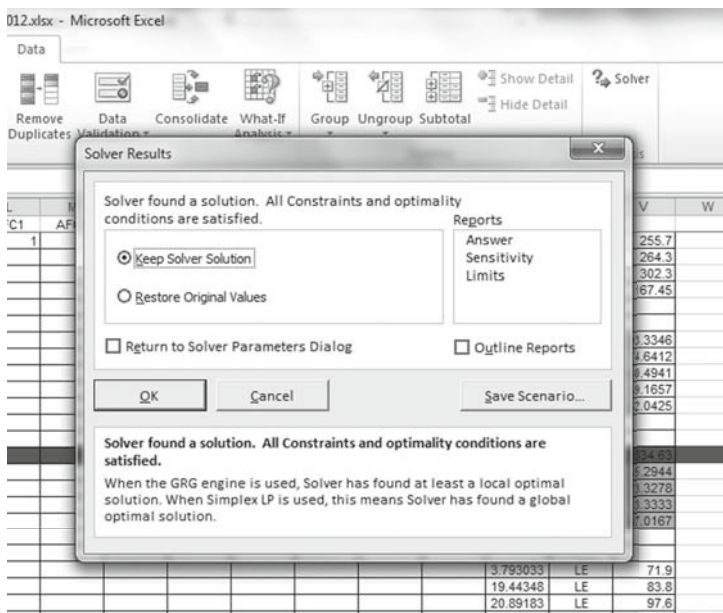 012.xlsx - Microsoft Excel
Data
Remove Duplicates
Data Validation
Consolidate
What-If Analysis
Group
Ungroup
Subtotal
Show Detail
Hide Detail
Solver
Solver Results
Solver found a solution. All Constraints and optimality
conditions are satisfied.
Keep Solver Solution
Restore Original Values
Reports
Answer
Sensitivity
Limits
Return to Solver Parameters Dialog
Outline Reports
OK
Cancel
Save Scenario...
Solver found a solution. All Constraints and optimality conditions are
satisfied.
When the GRG engine is used, Solver has found at least a local optimal
solution. When Simplex LP is used, this means Solver has found a global
optimal solution.
V W
1
255.7
264.3
302.3
3.793033 LE 71.9
19.44348 LE 83.8
20.89183 LE 97.6